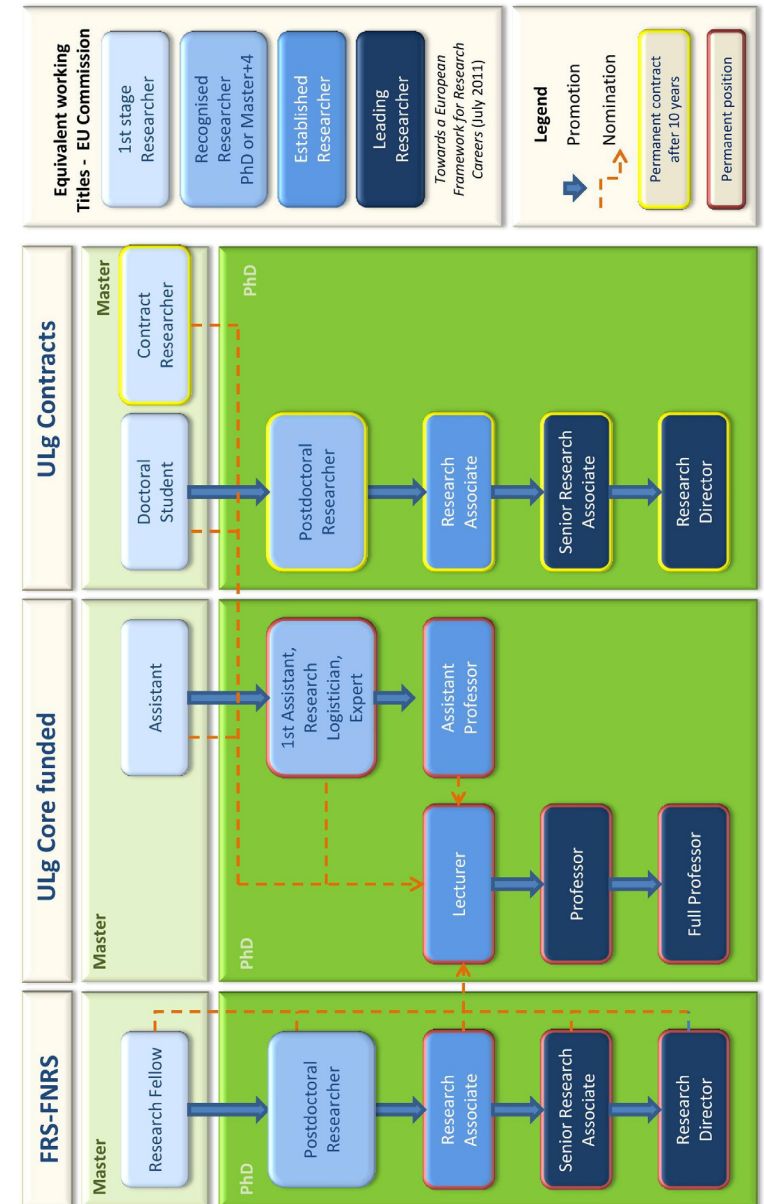 FRS-FNRS
Master
Research Fellow
PhD
Postdoctoral
Researcher
Research
Associate
Senior Research
Associate
Research
Director
ULg Core funded
Master
Assistant
PhD
1st Assistant,
Research
Logistician,
Expert
Assistant
Professor
Lecturer
Professor
Full Professor
ULg Contracts
Master
Doctoral
Student
Contract
Researcher
PhD
Postdoctoral
Researcher
Research
Associate
Senior Research
Associate
Research
Director
Equivalent working
Titles - EU Commission
1st stage
Researcher
Recognised
Researcher
PhD or Master+4
Established
Researcher
Leading
Researcher
Towards a European
Framework for Research
Careers (July 2011)
Legend
Promotion
Nomination
Permanent contract
after 10 years
Permanent position